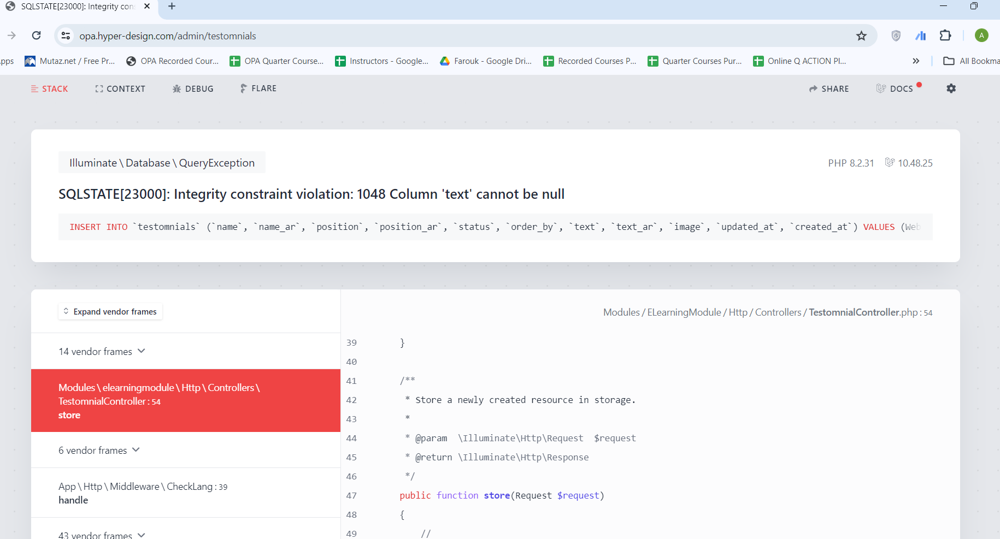 SQLSTATE[23000]: Integrity con
opa.hyper-design.com/admin/testomnials
A
pps
Mutaz.net / Free Pr...
OPA Recorded Cour...
OPA Quarter Course...
Instructors - Google...
Farouk - Google Dri...
Recorded Courses P...
Quarter Courses Pur...
Online Q ACTION Pl...
All Bookma
STACK
CONTEXT
DEBUG
FLARE
SHARE
DOCS
Illuminate \ Database \ QueryException
PHP 8.2.31
10.48.25
SQLSTATE[23000]: Integrity constraint violation: 1048 Column 'text' cannot be null
INSERT INTO `testomnials` (`name`, `name_ar`, `position`, `position_ar`, `status`, `order_by`, `text`, `text_ar`, `image`, `updated_at`, `created_at`) VALUES (Web
Expand vendor frames
14 vendor frames
Modules \ elearningmodule \ Http \ Controllers \
TestomnialController : 54
store
6 vendor frames
App \ Http \ Middleware \ CheckLang : 39
handle
43 vendor frames
Modules / ELearningModule / Http / Controllers / TestomnialController.php : 54
39 }
40
41 /**
42 * Store a newly created resource in storage.
43 *
44 * @param  \Illuminate\Http\Request  $request
45 * @return \Illuminate\Http\Response
46 */
47 public function store(Request $request)
48 {
49 //